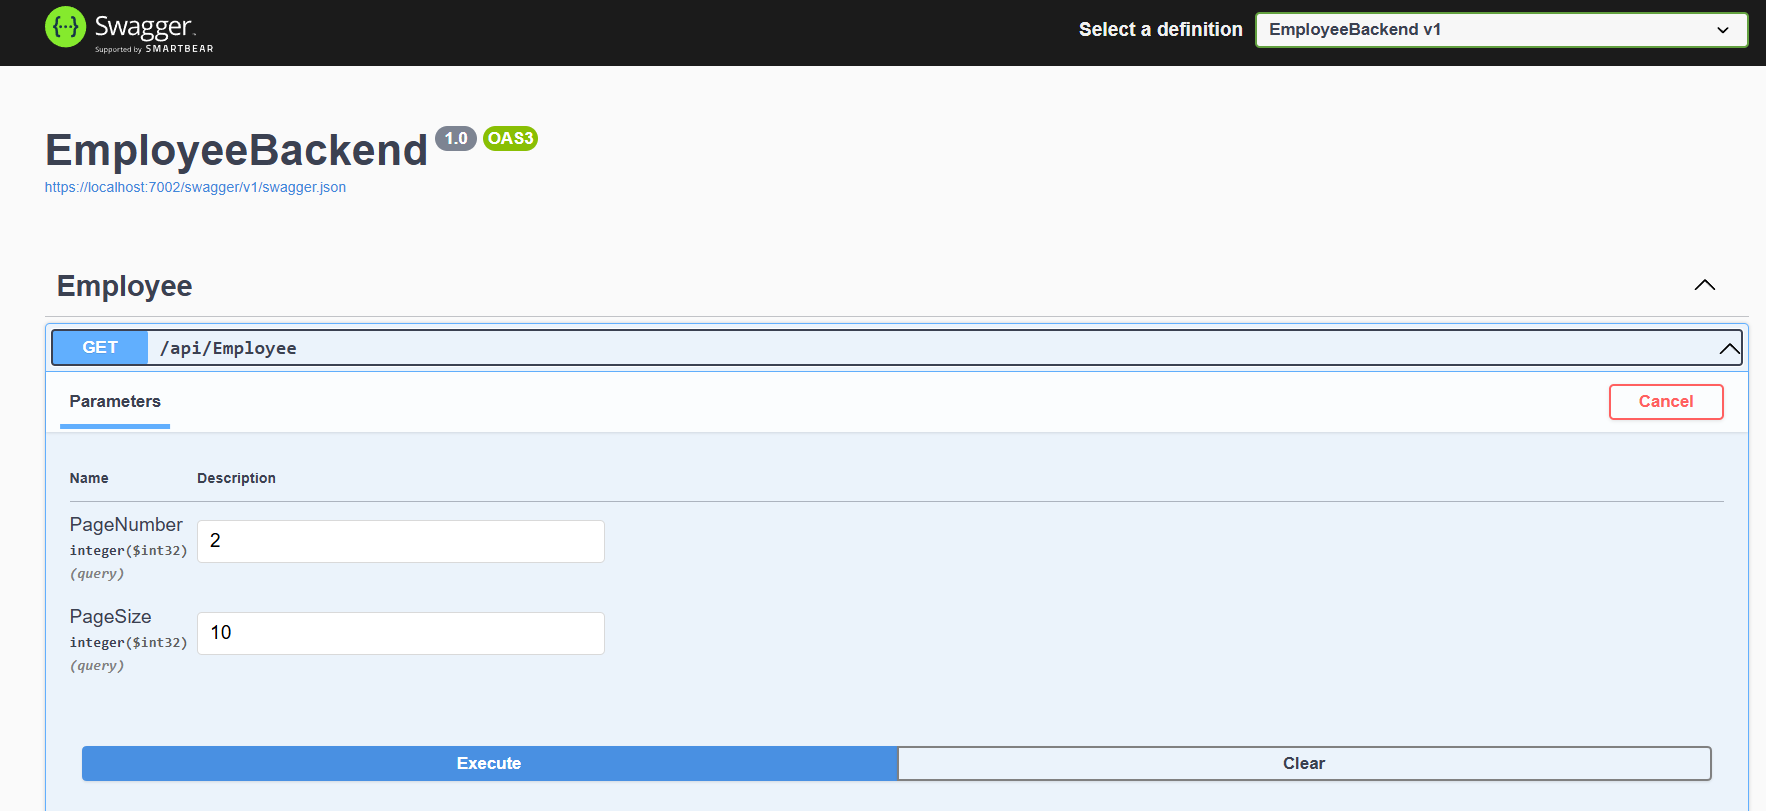 {···} Swagger
Supported by SMARTBEAR
Select a definition
EmployeeBackend v1
EmployeeBackend 1.0 OAS3
https://localhost:7002/swagger/v1/swagger.json
Employee
GET /api/Employee
Parameters
Cancel
Name Description
PageNumber
integer($int32)
(query)
2
PageSize
integer($int32)
(query)
10
Execute
Clear